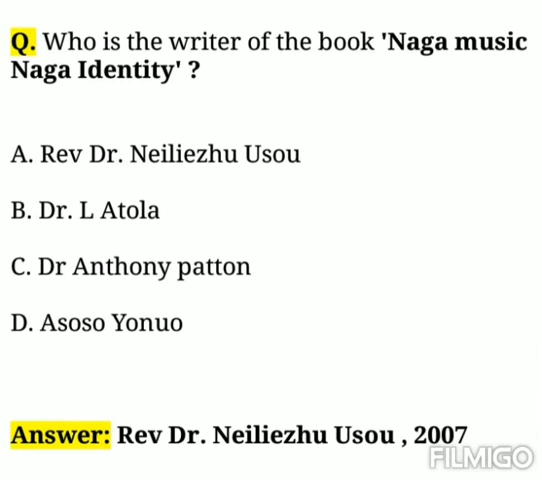 Q. Who is the writer of the book 'Naga music
Naga Identity' ?
A. Rev Dr. Neiliezhu Usou
B. Dr. L Atola
C. Dr Anthony patton
D. Asoso Yonuo
Answer: Rev Dr. Neiliezhu Usou , 2007
FILMIGO